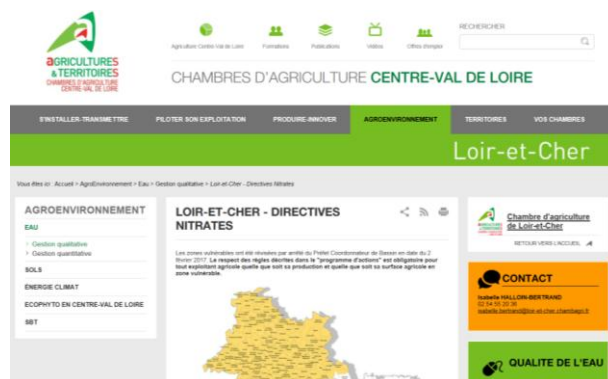 AGRICULTURES
& TERRITOIRES
CHAMBRES D'AGRICULTURE
CENTRE-VAL DE LOIRE
Agriculture Centre-Val de Loire
Formations
Publications
Vidéos
Offres d'emploi
RECHERCHER
CHAMBRES D'AGRICULTURE CENTRE-VAL DE LOIRE
S'INSTALLER-TRANSMETTRE
PILOTER SON EXPLOITATION
PRODUIRE-INNOVER
AGROENVIRONNEMENT
TERRITOIRES
VOS CHAMBRES
Loir-et-Cher
Vous êtes ici : Accueil > AgroEnvironnement > Eau > Gestion qualitative > Loir-et-Cher - Directives Nitrates
AGROENVIRONNEMENT
EAU
> Gestion qualitative
> Gestion quantitative
SOLS
ÉNERGIE CLIMAT
ECOPHYTO EN CENTRE-VAL DE LOIRE
SBT
LOIR-ET-CHER - DIRECTIVES
NITRATES
Les zones vulnérables ont été révisées par arrêté du Préfet Coordonnateur de Bassin en date du 2
février 2017. Le respect des règles décrites dans le "programme d'actions" est obligatoire pour
tout exploitant agricole quelle que soit sa production et quelle que soit sa surface agricole en
zone vulnérable.
Chambre d'agriculture
de Loir-et-Cher
RETOUR VERS L'ACCUEIL
CONTACT
Isabelle HALLOIN-BERTRAND
02 54 55 20 36
isabelle.bertrand@loir-et-cher.chambagri.fr
QUALITE DE L'EAU